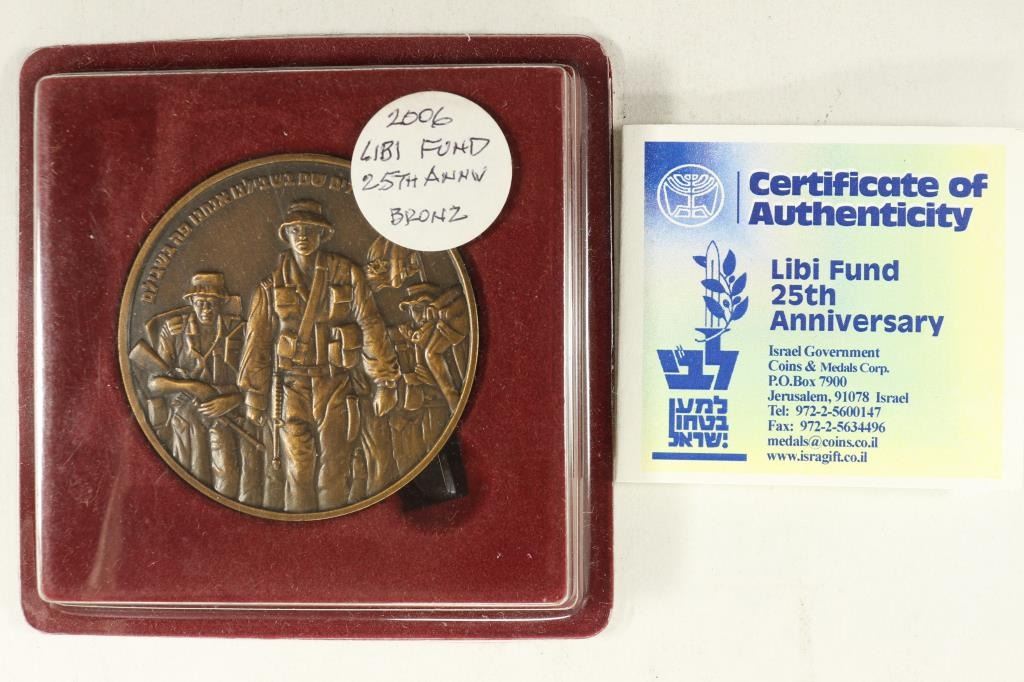 2006
LIBI FUND
25TH ANNV
BRONZ
Certificate of
Authenticity
Libi Fund
25th
Anniversary
Israel Government
Coins & Medals Corp.
P.O.Box 7900
Jerusalem, 91078 Israel
Tel: 972-2-5600147
Fax: 972-2-5634496
medals@coins.co.il
www.isragift.co.il
לב"י
למען
בטחון
ישראל